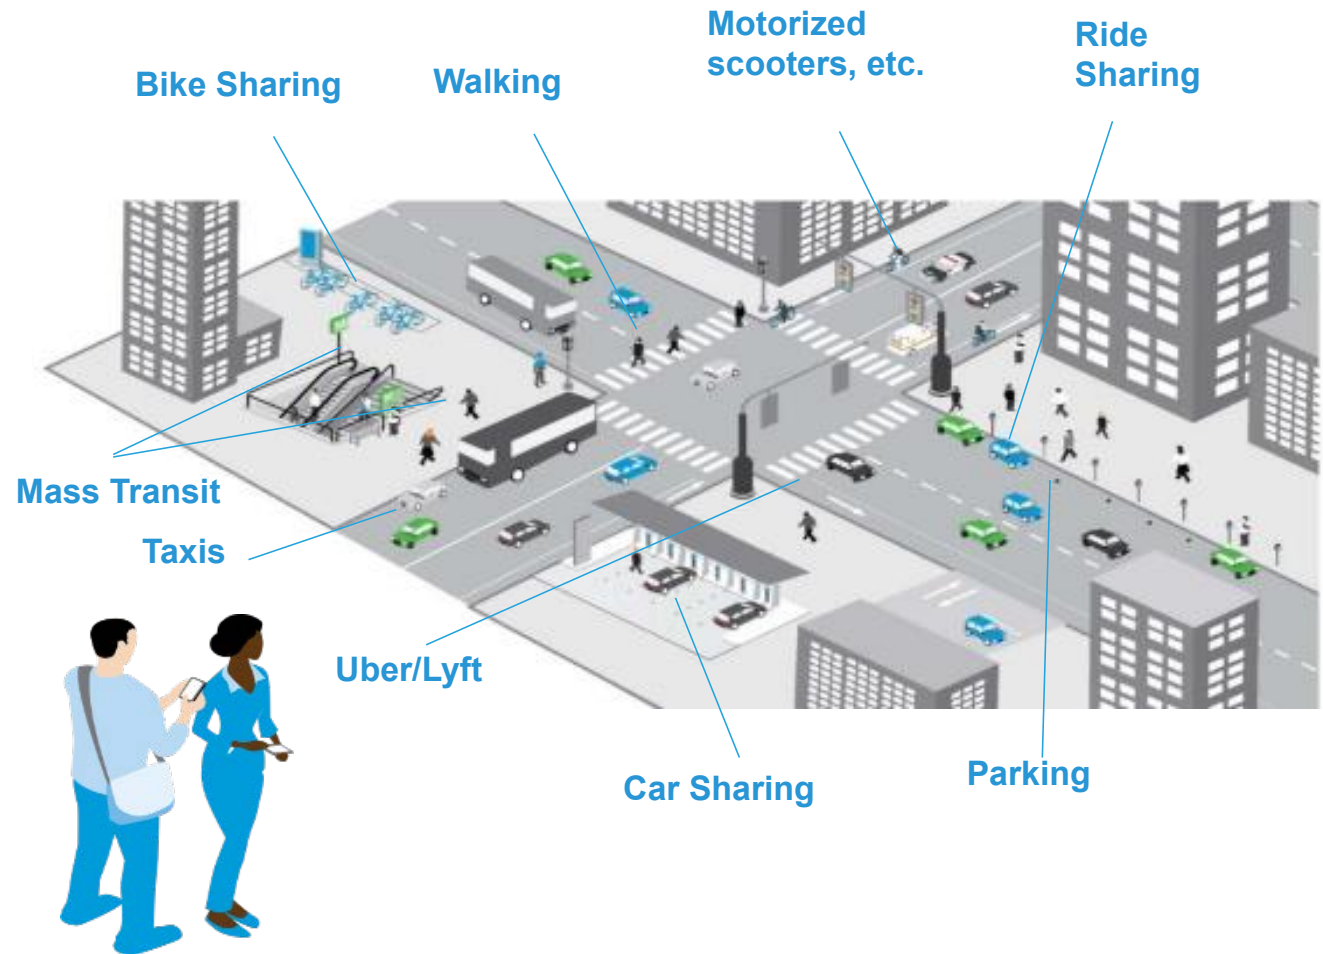 Motorized
scooters, etc.
Ride
Sharing
Bike Sharing
Walking
Mass Transit
Taxis
Uber/Lyft
Car Sharing
Parking